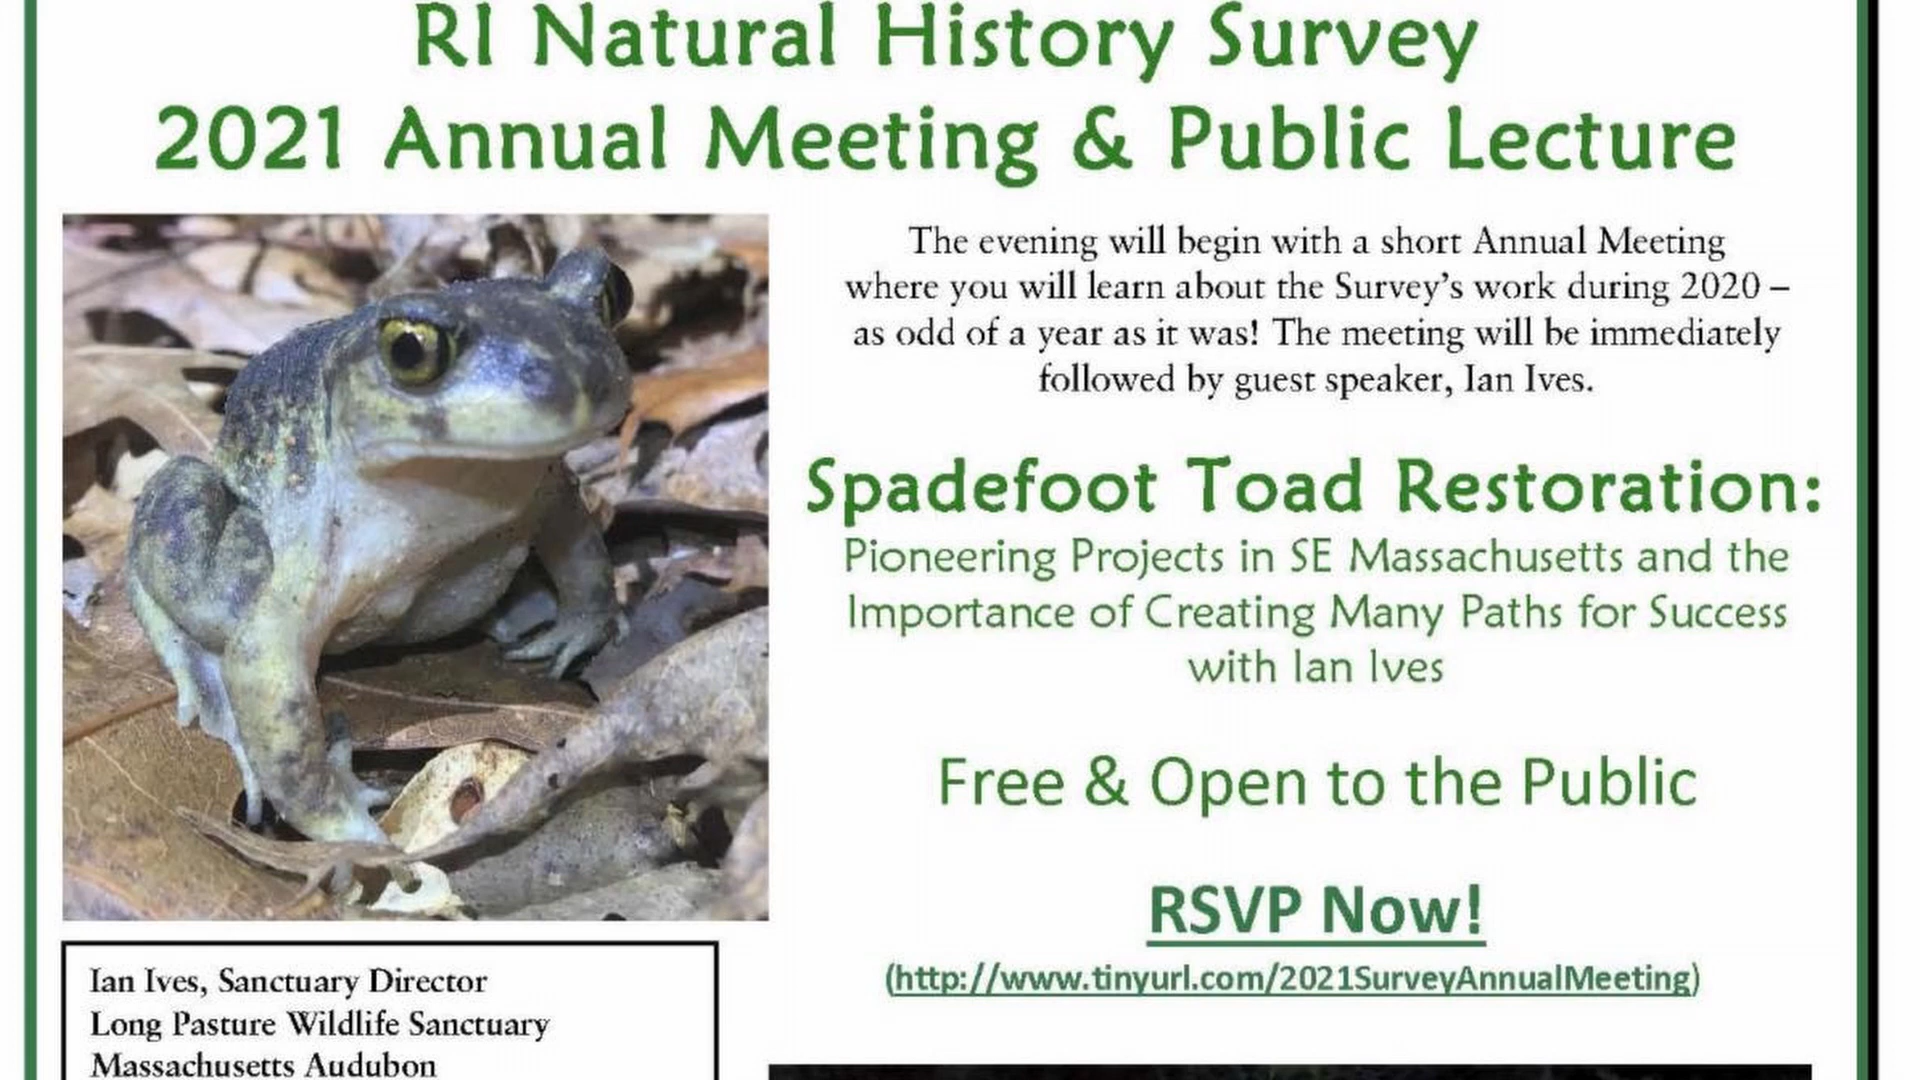 RI Natural History Survey
2021 Annual Meeting & Public Lecture
The evening will begin with a short Annual Meeting
where you will learn about the Survey's work during 2020 –
as odd of a year as it was! The meeting will be immediately
followed by guest speaker, Ian Ives.
Spadefoot Toad Restoration:
Pioneering Projects in SE Massachusetts and the
Importance of Creating Many Paths for Success
with Ian Ives
Free & Open to the Public
RSVP Now!
(http://www.tinyurl.com/2021SurveyAnnualMeeting)
Ian Ives, Sanctuary Director
Long Pasture Wildlife Sanctuary
Massachusetts Audubon